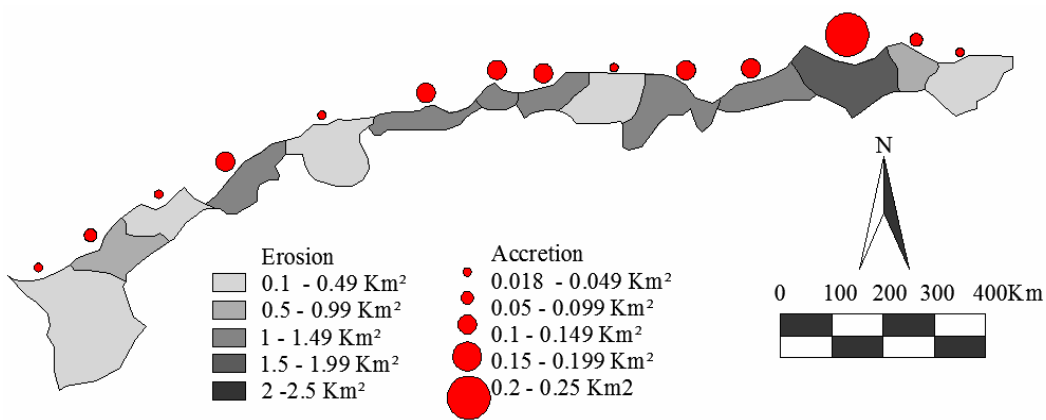 N
Erosion
0.1 - 0.49 Km²
0.5 - 0.99 Km²
1 - 1.49 Km²
1.5 - 1.99 Km²
2 -2.5 Km²
Accretion
0.018 - 0.049 Km²
0.05 - 0.099 Km²
0.1 - 0.149 Km²
0.15 - 0.199 Km²
0.2 - 0.25 Km2
0 100 200 300 400Km